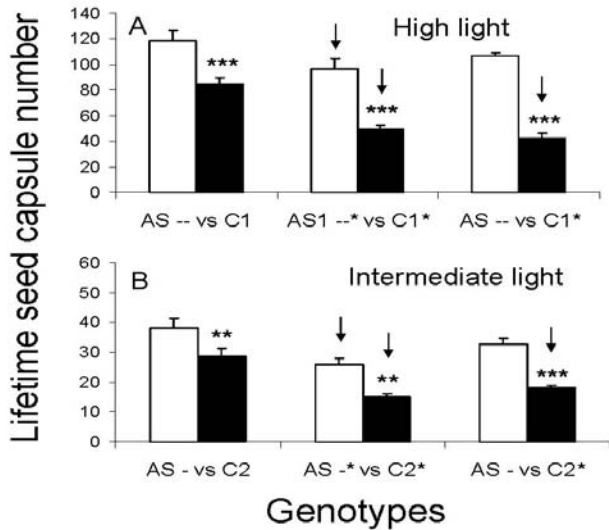 Lifetime seed capsule number
A
High light
140
120
100
80
60
40
20
0
***
***
***
AS -- vs C1
AS1 --* vs C1*
AS -- vs C1*
B
Intermediate light
60
50
40
30
20
10
0
**
**
***
AS - vs C2
AS -* vs C2*
AS - vs C2*
Genotypes